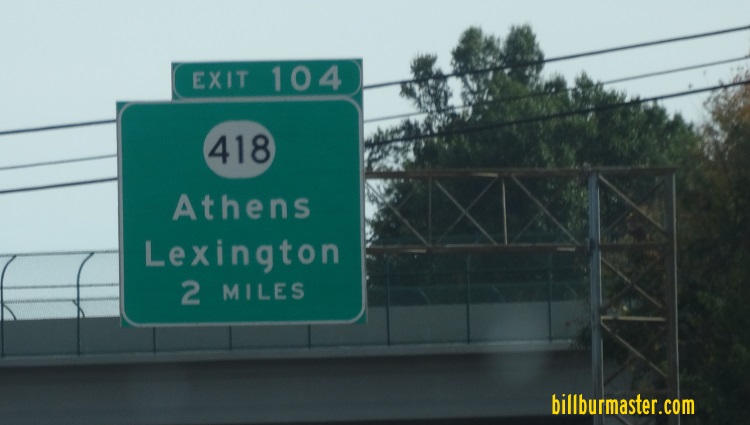 EXIT 104
418
Athens
Lexington
2 MILES
billburmaster.com